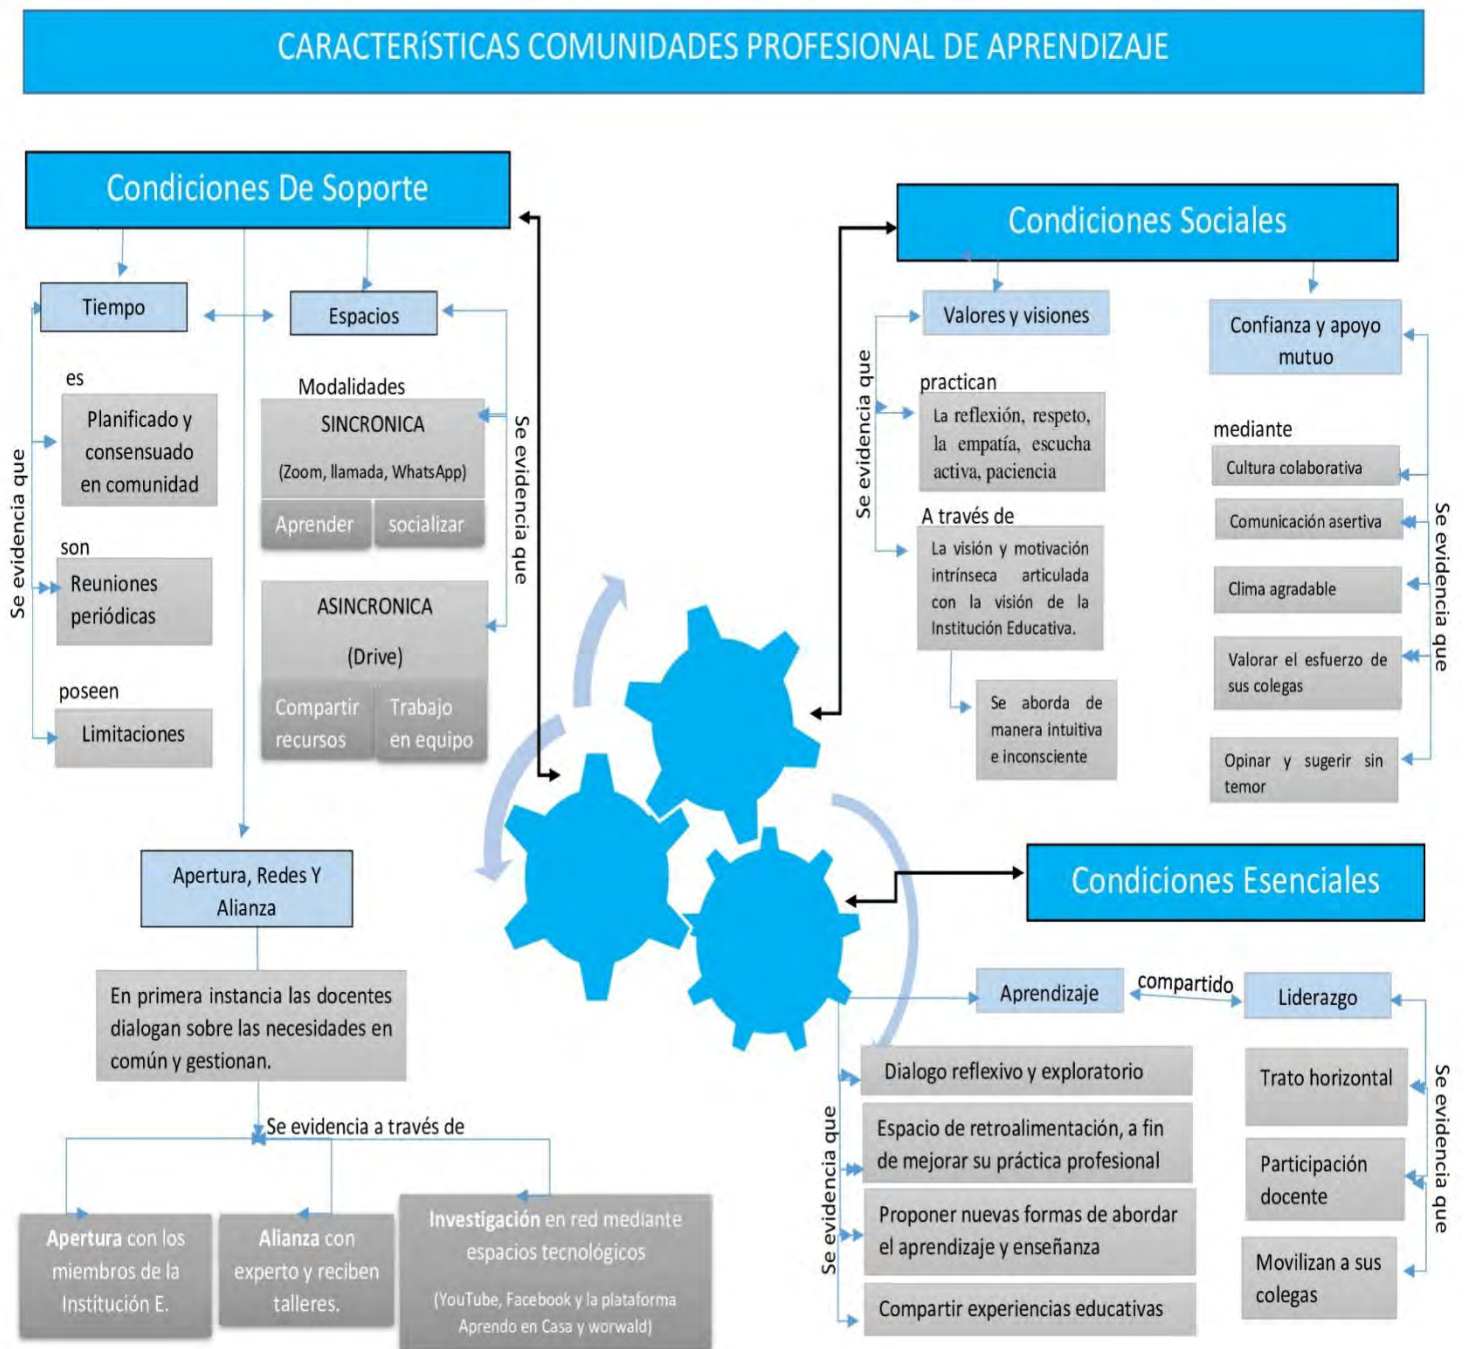 CARACTERíSTICAS COMUNIDADES PROFESIONAL DE APRENDIZAJE
Condiciones De Soporte
Tiempo
Espacios
Se evidencia que
es
Planificado y
consensuado
en comunidad
son
Reuniones
periódicas
poseen
Limitaciones
Modalidades
SINCRONICA
(Zoom, llamada, WhatsApp)
Aprender
socializar
ASINCRONICA
(Drive)
Compartir
recursos
Trabajo
en equipo
Se evidencia que
Apertura, Redes Y
Alianza
En primera instancia las docentes
dialogan sobre las necesidades en
común y gestionan.
Se evidencia a través de
Apertura con los
miembros de la
Institución E.
Alianza con
experto y reciben
talleres.
Investigación en red mediante
espacios tecnológicos
(YouTube, Facebook y la plataforma
Aprendo en Casa y worwald)
Condiciones Sociales
Valores y visiones
Se evidencia que
practican
La reflexión, respeto,
la empatía, escucha
activa, paciencia
A través de
La visión y motivación
intrínseca articulada
con la visión de la
Institución Educativa.
Se aborda de
manera intuitiva
e inconsciente
Confianza y apoyo
mutuo
mediante
Cultura colaborativa
Comunicación asertiva
Clima agradable
Valorar el esfuerzo de
sus colegas
Opinar y sugerir sin
temor
Se evidencia que
Condiciones Esenciales
Aprendizaje
compartido
Liderazgo
Se evidencia que
Dialogo reflexivo y exploratorio
Espacio de retroalimentación, a fin
de mejorar su práctica profesional
Proponer nuevas formas de abordar
el aprendizaje y enseñanza
Compartir experiencias educativas
Trato horizontal
Participación
docente
Movilizan a sus
colegas
Se evidencia que